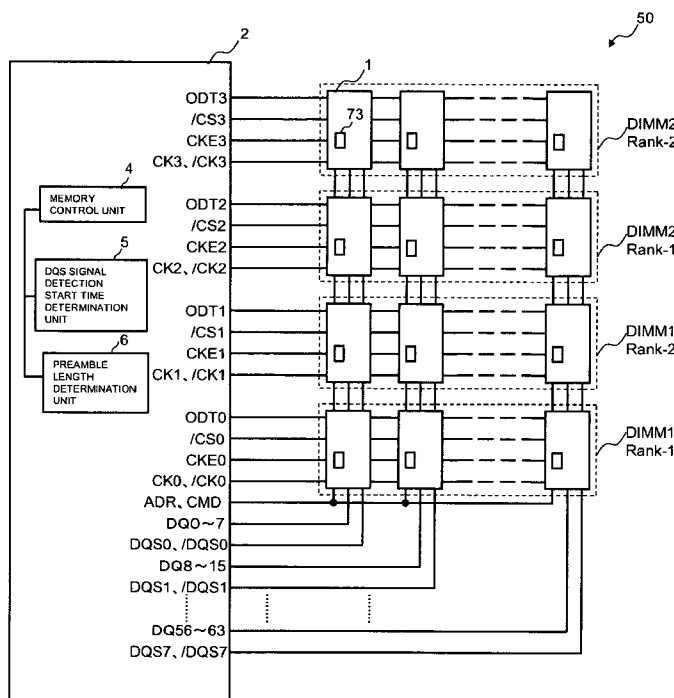 50
2
1
ODT3
/CS3
73
CKE3
CK3、/CK3
DIMM2
Rank-2
4
MEMORY
CONTROL UNIT
ODT2
/CS2
CKE2
CK2、/CK2
DIMM2
Rank-1
5
DQS SIGNAL
DETECTION
START TIME
DETERMINATION
UNIT
ODT1
/CS1
CKE1
CK1、/CK1
DIMM1
Rank-2
6
PREAMBLE
LENGTH
DETERMINATION
UNIT
ODT0
/CS0
CKE0
CK0、/CK0
DIMM1
Rank-1
ADR、CMD
DQ0～7
DQS0、/DQS0
DQ8～15
DQS1、/DQS1
DQ56～63
DQS7、/DQS7